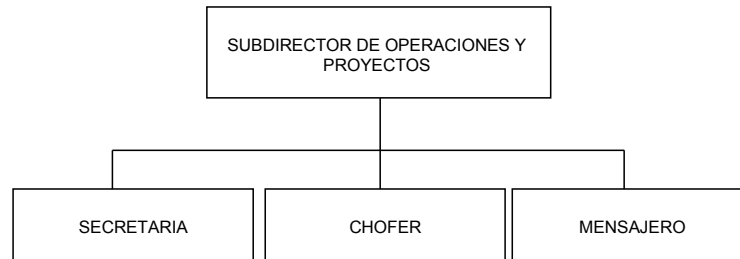 SUBDIRECTOR DE OPERACIONES Y
PROYECTOS
SECRETARIA
CHOFER
MENSAJERO